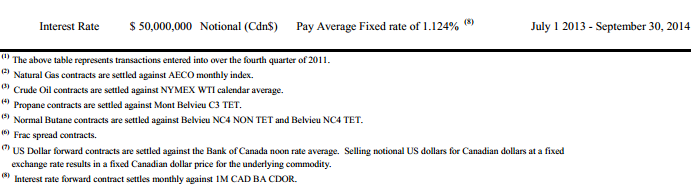 Interest Rate $ 50,000,000 Notional (Cdn$) Pay Average Fixed rate of 1.124% (8) July 1 2013 - September 30, 2014
(1) The above table represents transactions entered into over the fourth quarter of 2011.
(2) Natural Gas contracts are settled against AECO monthly index.
(3) Crude Oil contracts are settled against NYMEX WTI calendar average.
(4) Propane contracts are settled against Mont Belvieu C3 TET.
(5) Normal Butane contracts are settled against Belvieu NC4 NON TET and Belvieu NC4 TET.
(6) Frac spread contracts.
(7) US Dollar forward contracts are settled against the Bank of Canada noon rate average. Selling notional US dollars for Canadian dollars at a fixed
exchange rate results in a fixed Canadian dollar price for the underlying commodity.
(8) Interest rate forward contract settles monthly against 1M CAD BA CDOR.